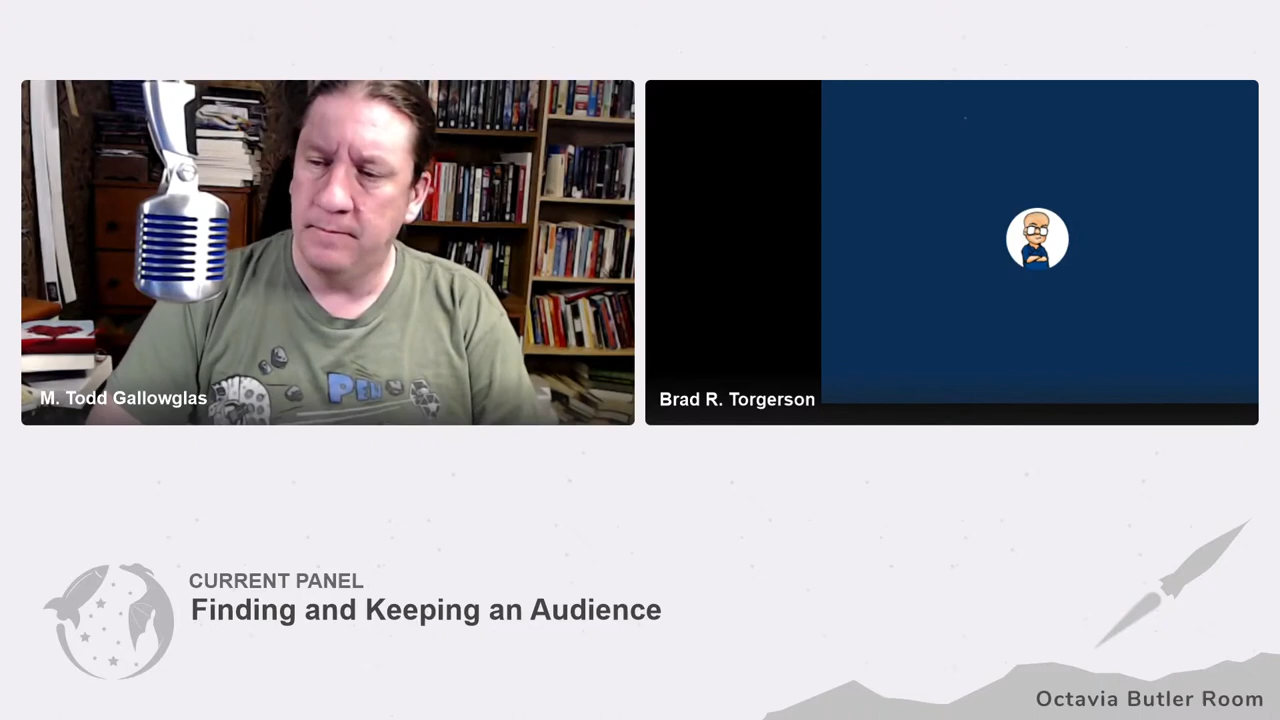 M. Todd Gallowglas
Brad R. Torgerson
CURRENT PANEL
Finding and Keeping an Audience
Octavia Butler Room